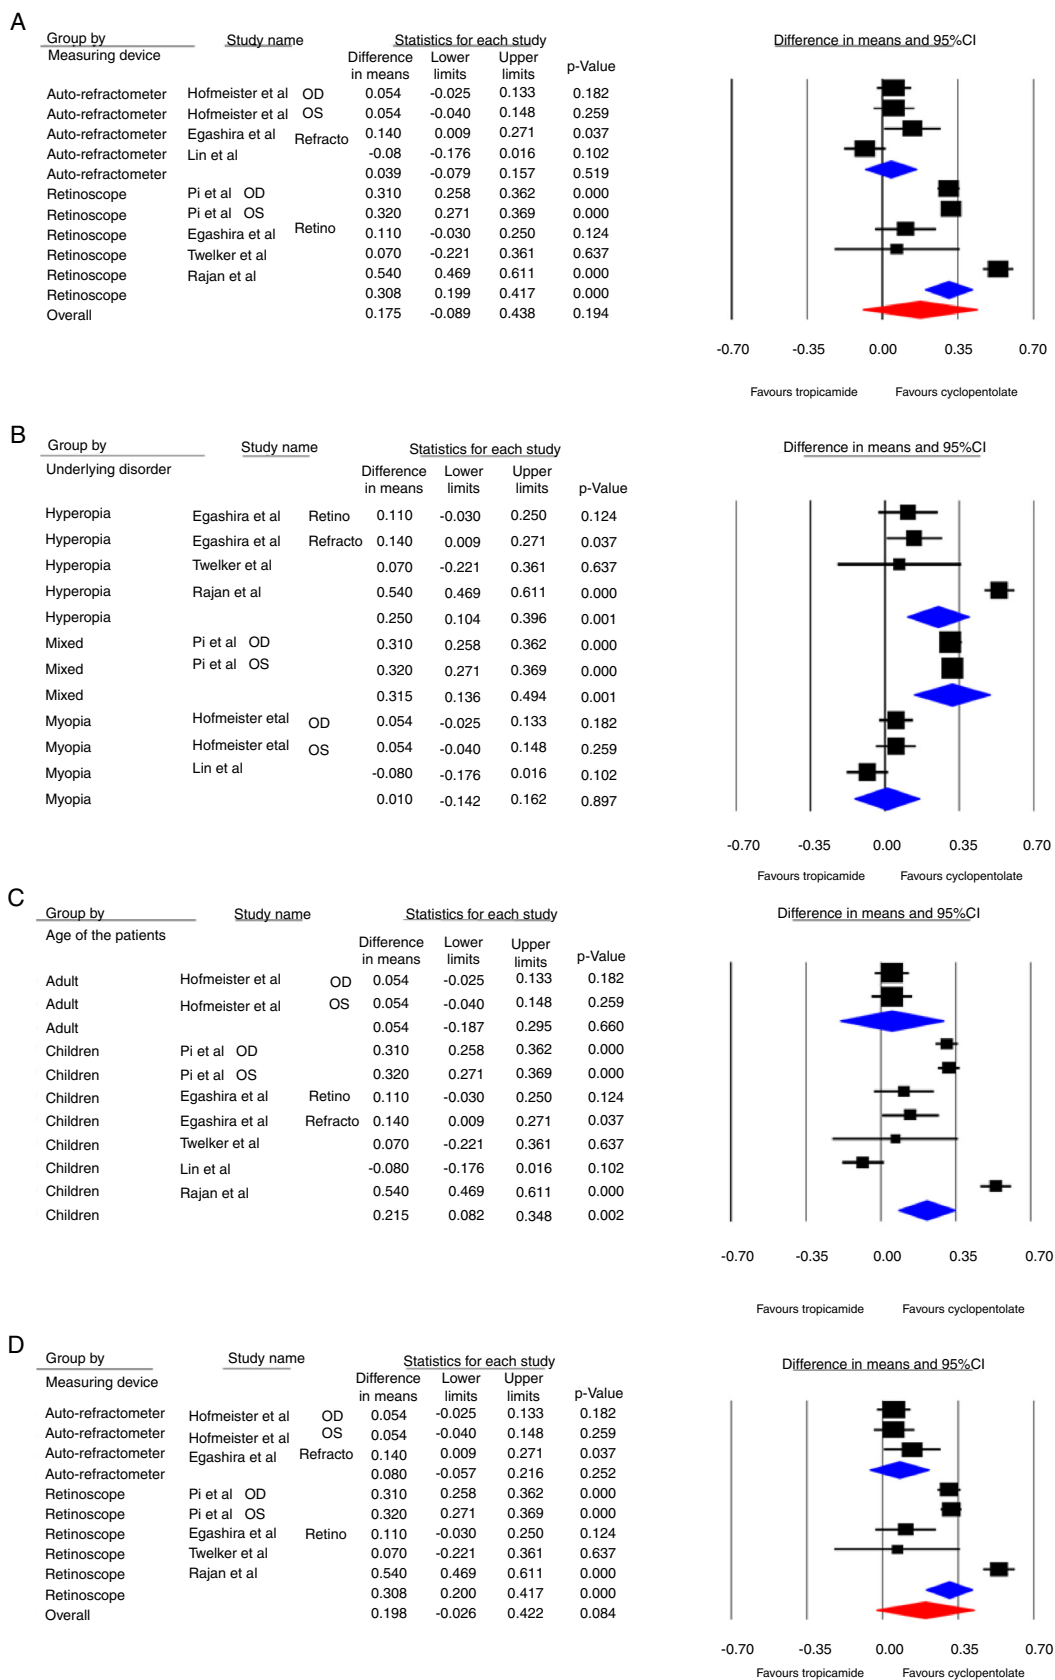 A
Group by Study name Statistics for each study Difference in means and 95%CI
Measuring device Difference in means Lower limits Upper limits p-Value
Auto-refractometer Hofmeister et al OD 0.054 -0.025 0.133 0.182
Auto-refractometer Hofmeister et al OS 0.054 -0.040 0.148 0.259
Auto-refractometer Egashira et al Refracto 0.140 0.009 0.271 0.037
Auto-refractometer Lin et al -0.08 -0.176 0.016 0.102
Auto-refractometer 0.039 -0.079 0.157 0.519
Retinoscope Pi et al OD 0.310 0.258 0.362 0.000
Retinoscope Pi et al OS 0.320 0.271 0.369 0.000
Retinoscope Egashira et al Retino 0.110 -0.030 0.250 0.124
Retinoscope Twelker et al 0.070 -0.221 0.361 0.637
Retinoscope Rajan et al 0.540 0.469 0.611 0.000
Retinoscope 0.308 0.199 0.417 0.000
Overall 0.175 -0.089 0.438 0.194
-0.70 -0.35 0.00 0.35 0.70
Favours tropicamide Favours cyclopentolate
B
Group by Study name Statistics for each study Difference in means and 95%CI
Underlying disorder Difference in means Lower limits Upper limits p-Value
Hyperopia Egashira et al Retino 0.110 -0.030 0.250 0.124
Hyperopia Egashira et al Refracto 0.140 0.009 0.271 0.037
Hyperopia Twelker et al 0.070 -0.221 0.361 0.637
Hyperopia Rajan et al 0.540 0.469 0.611 0.000
Hyperopia 0.250 0.104 0.396 0.001
Mixed Pi et al OD 0.310 0.258 0.362 0.000
Mixed Pi et al OS 0.320 0.271 0.369 0.000
Mixed 0.315 0.136 0.494 0.001
Myopia Hofmeister etal OD 0.054 -0.025 0.133 0.182
Myopia Hofmeister etal OS 0.054 -0.040 0.148 0.259
Myopia Lin et al -0.080 -0.176 0.016 0.102
Myopia 0.010 -0.142 0.162 0.897
-0.70 -0.35 0.00 0.35 0.70
Favours tropicamide Favours cyclopentolate
C
Group by Study name Statistics for each study Difference in means and 95%CI
Age of the patients Difference in means Lower limits Upper limits p-Value
Adult Hofmeister et al OD 0.054 -0.025 0.133 0.182
Adult Hofmeister et al OS 0.054 -0.040 0.148 0.259
Adult 0.054 -0.187 0.295 0.660
Children Pi et al OD 0.310 0.258 0.362 0.000
Children Pi et al OS 0.320 0.271 0.369 0.000
Children Egashira et al Retino 0.110 -0.030 0.250 0.124
Children Egashira et al Refracto 0.140 0.009 0.271 0.037
Children Twelker et al 0.070 -0.221 0.361 0.637
Children Lin et al -0.080 -0.176 0.016 0.102
Children Rajan et al 0.540 0.469 0.611 0.000
Children 0.215 0.082 0.348 0.002
-0.70 -0.35 0.00 0.35 0.70
Favours tropicamide Favours cyclopentolate
D
Group by Study name Statistics for each study Difference in means and 95%CI
Measuring device Difference in means Lower limits Upper limits p-Value
Auto-refractometer Hofmeister et al OD 0.054 -0.025 0.133 0.182
Auto-refractometer Hofmeister et al OS 0.054 -0.040 0.148 0.259
Auto-refractometer Egashira et al Refracto 0.140 0.009 0.271 0.037
Auto-refractometer 0.080 -0.057 0.216 0.252
Retinoscope Pi et al OD 0.310 0.258 0.362 0.000
Retinoscope Pi et al OS 0.320 0.271 0.369 0.000
Retinoscope Egashira et al Retino 0.110 -0.030 0.250 0.124
Retinoscope Twelker et al 0.070 -0.221 0.361 0.637
Retinoscope Rajan et al 0.540 0.469 0.611 0.000
Retinoscope 0.308 0.200 0.417 0.000
Overall 0.198 -0.026 0.422 0.084
-0.70 -0.35 0.00 0.35 0.70
Favours tropicamide Favours cyclopentolate